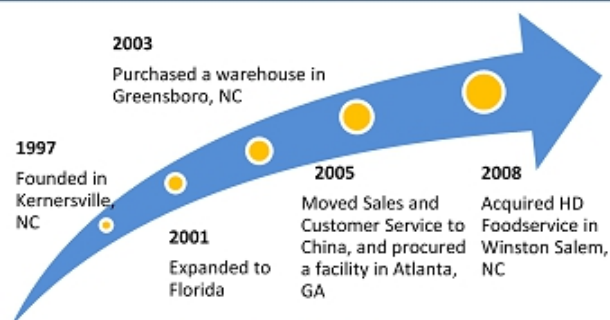 2003
Purchased a warehouse in
Greensboro, NC
1997
Founded in
Kernersville,
NC
2001
Expanded to
Florida
2005
Moved Sales and
Customer Service to
China, and procured
a facility in Atlanta,
GA
2008
Acquired HD
Foodservice in
Winston Salem,
NC